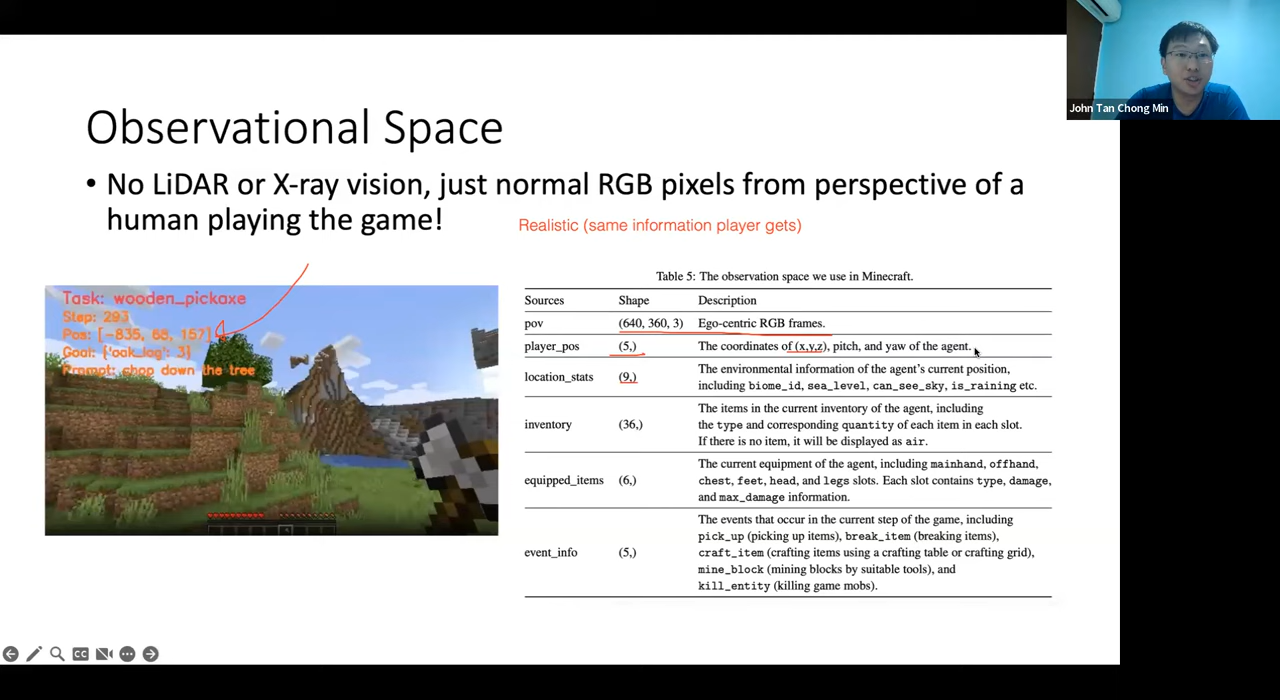 John Tan Chong Min
Observational Space
• No LiDAR or X-ray vision, just normal RGB pixels from perspective of a
human playing the game!
Realistic (same information player gets)
Task: wooden_pickaxe
Step: 293
Pos: [-835, 68, 157]
Goal: {'oak_log': 3}
Prompt: chop down the tree
Table 5: The observation space we use in Minecraft.
Sources Shape Description
pov (640, 360, 3) Ego-centric RGB frames.
player_pos (5,) The coordinates of (x,y,z), pitch, and yaw of the agent.
location_stats (9,) The environmental information of the agent's current position,
including biome_id, sea_level, can_see_sky, is_raining etc.
inventory (36,) The items in the current inventory of the agent, including
the type and corresponding quantity of each item in each slot.
If there is no item, it will be displayed as air.
equipped_items (6,) The current equipment of the agent, including mainhand, offhand,
chest, feet, head, and legs slots. Each slot contains type, damage,
and max_damage information.
event_info (5,) The events that occur in the current step of the game, including
pick_up (picking up items), break_item (breaking items),
craft_item (crafting items using a crafting table or crafting grid),
mine_block (mining blocks by suitable tools), and
kill_entity (killing game mobs).
CC